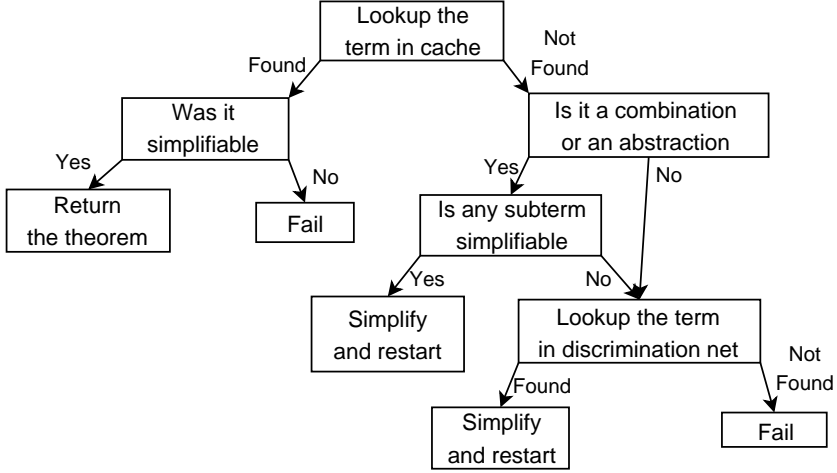 Lookup the
term in cache
Found
Not
Found
Was it
simplifiable
Is it a combination
or an abstraction
Yes
No
Yes
No
Return
the theorem
Fail
Is any subterm
simplifiable
Yes
No
Simplify
and restart
Lookup the term
in discrimination net
Found
Not
Found
Simplify
and restart
Fail